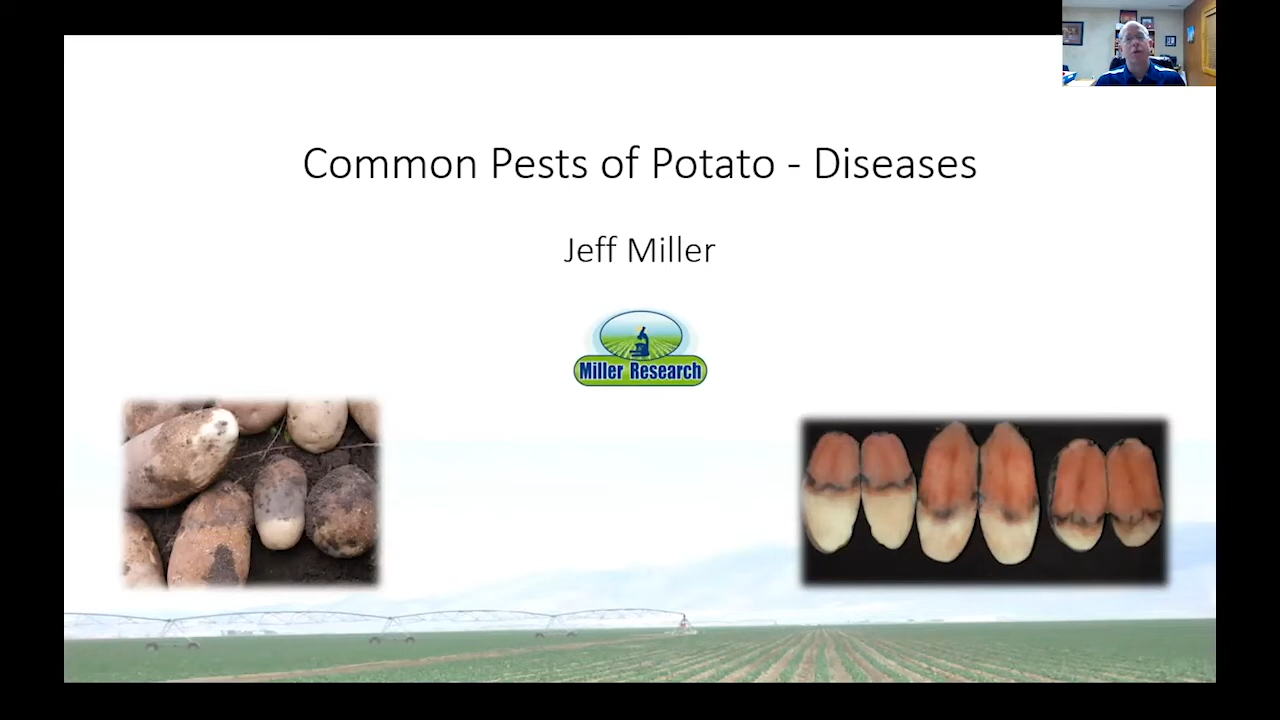 Common Pests of Potato - Diseases
Jeff Miller
Miller Research